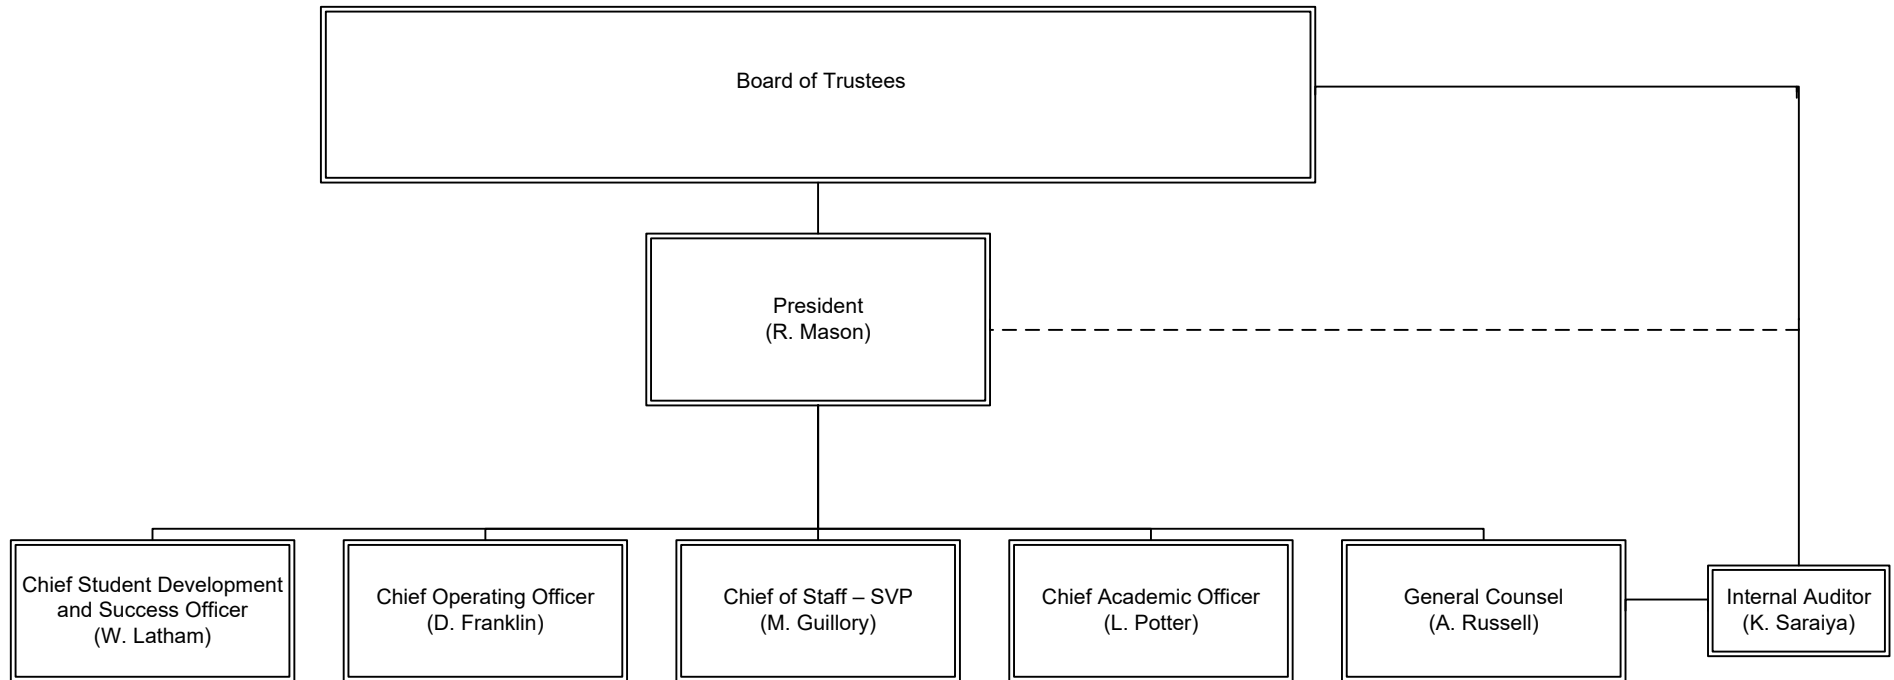 Board of Trustees
President
(R. Mason)
Chief Student Development
and Success Officer
(W. Latham)
Chief Operating Officer
(D. Franklin)
Chief of Staff – SVP
(M. Guillory)
Chief Academic Officer
(L. Potter)
General Counsel
(A. Russell)
Internal Auditor
(K. Saraiya)